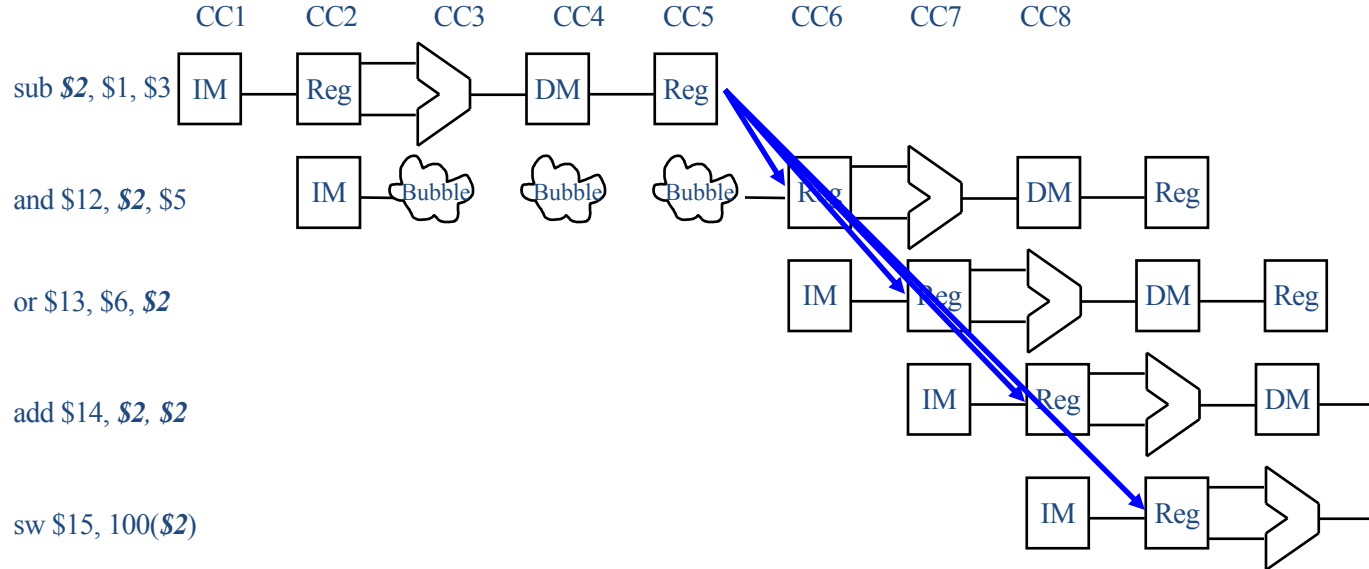 CC1 CC2 CC3 CC4 CC5 CC6 CC7 CC8
sub $2, $1, $3 IM Reg DM Reg
and $12, $2, $5 IM Bubble Bubble Bubble Reg DM Reg
or $13, $6, $2 IM Reg DM Reg
add $14, $2, $2 IM Reg DM
sw $15, 100($2) IM Reg